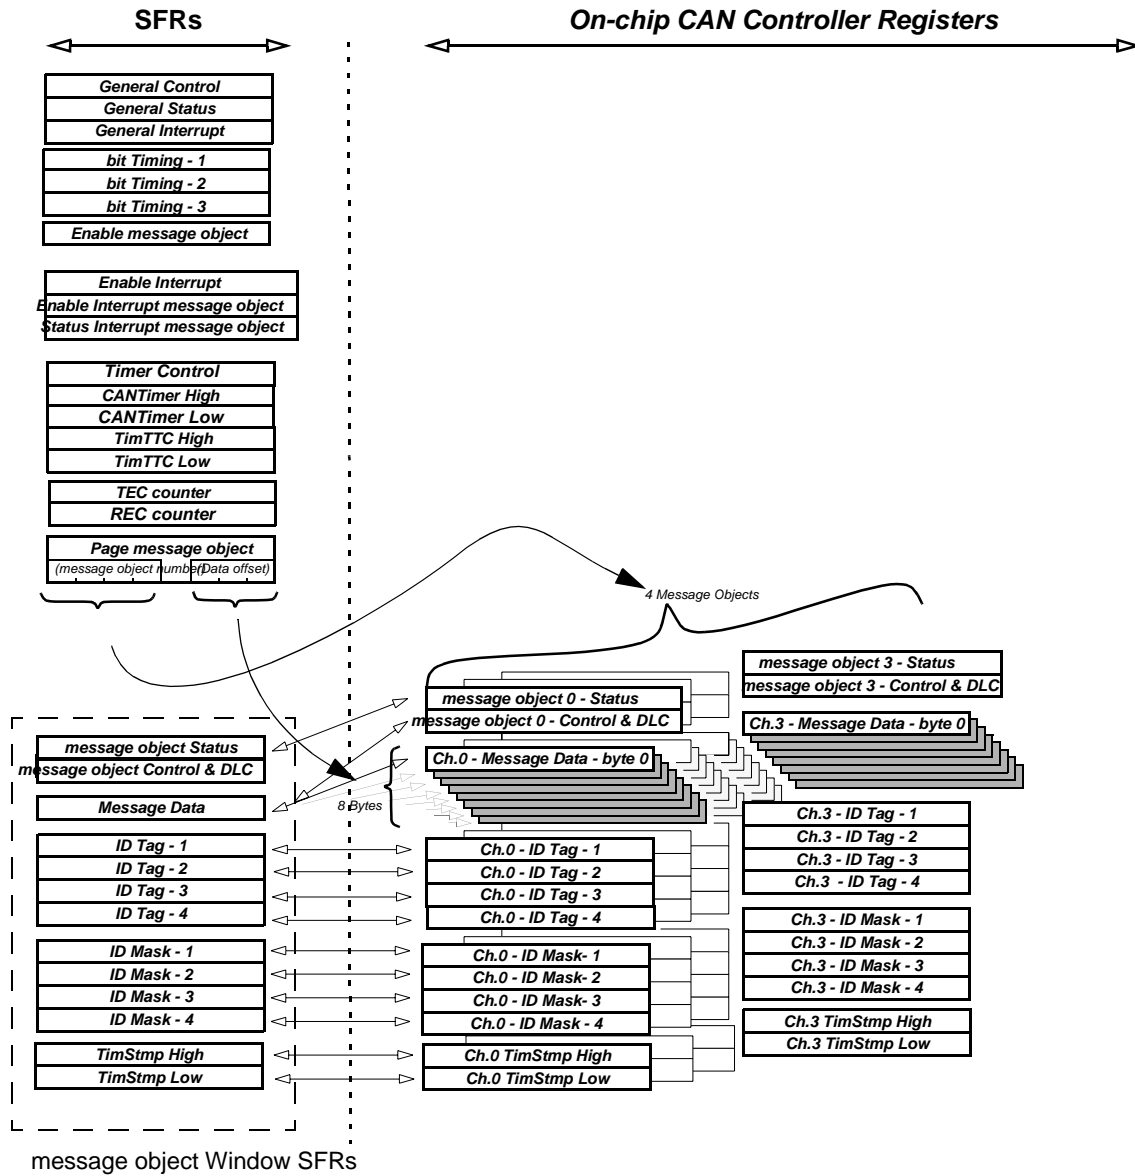 SFRs
On-chip CAN Controller Registers
General Control
General Status
General Interrupt
bit Timing - 1
bit Timing - 2
bit Timing - 3
Enable message object
Enable Interrupt
Enable Interrupt message object
Status Interrupt message object
Timer Control
CANTimer High
CANTimer Low
TimTTC High
TimTTC Low
TEC counter
REC counter
Page message object
(message object number)
(Data offset)
4 Message Objects
message object Status
message object Control & DLC
Message Data
ID Tag - 1
ID Tag - 2
ID Tag - 3
ID Tag - 4
ID Mask - 1
ID Mask - 2
ID Mask - 3
ID Mask - 4
TimStmp High
TimStmp Low
message object Window SFRs
8 Bytes
message object 0 - Status
message object 0 - Control & DLC
Ch.0 - Message Data - byte 0
Ch.0 - ID Tag - 1
Ch.0 - ID Tag - 2
Ch.0 - ID Tag - 3
Ch.0 - ID Tag - 4
Ch.0 - ID Mask- 1
Ch.0 - ID Mask- 2
Ch.0 - ID Mask- 3
Ch.0 - ID Mask - 4
Ch.0 TimStmp High
Ch.0 TimStmp Low
message object 3 - Status
message object 3 - Control & DLC
Ch.3 - Message Data - byte 0
Ch.3 - ID Tag - 1
Ch.3 - ID Tag - 2
Ch.3 - ID Tag - 3
Ch.3  - ID Tag - 4
Ch.3 - ID Mask - 1
Ch.3 - ID Mask - 2
Ch.3 - ID Mask - 3
Ch.3 - ID Mask - 4
Ch.3 TimStmp High
Ch.3 TimStmp Low